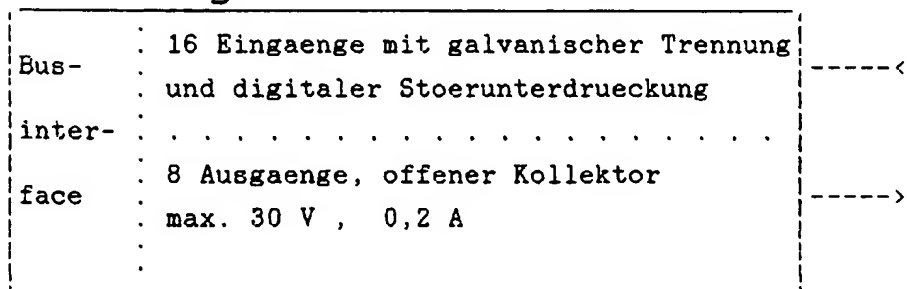 16 Eingaenge mit galvanischer Trennung
Bus-
und digitaler Stoerunterdrueckung
inter-
8 Ausgaenge, offener Kollektor
face
max. 30 V , 0,2 A